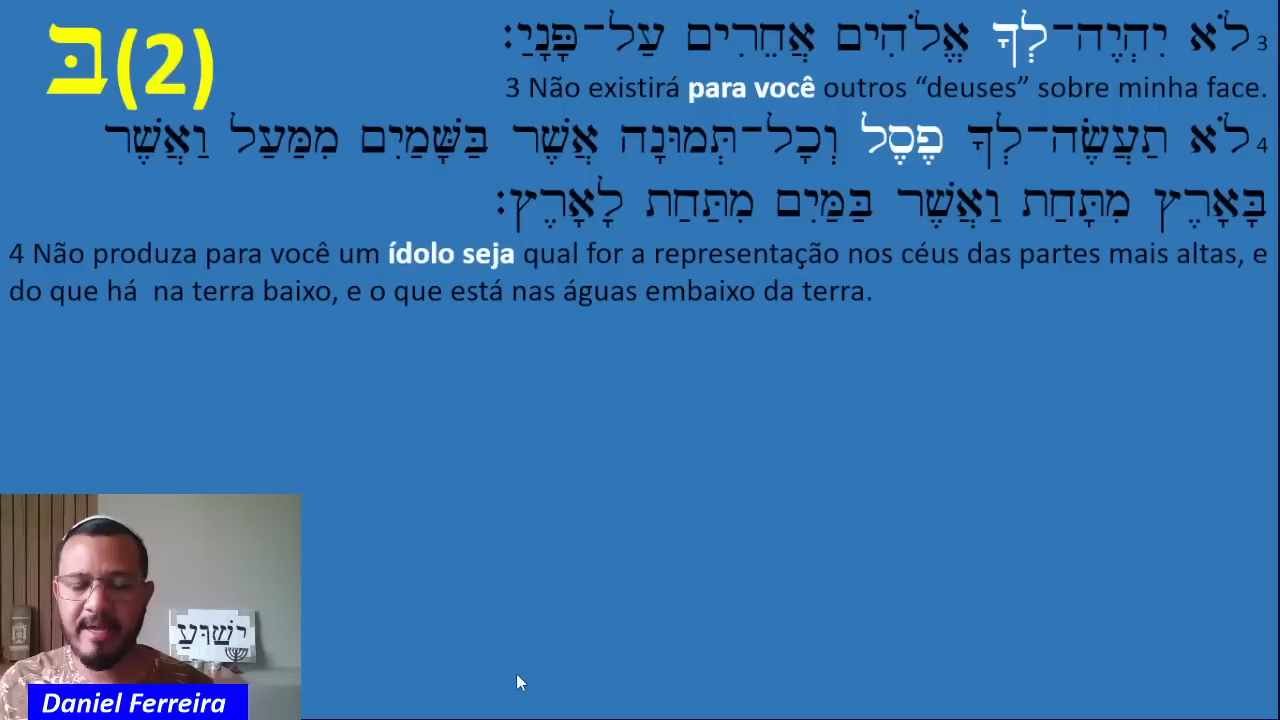 בּ(2)
3 לֹא יִהְיֶה־לְךָ אֱלֹהִים אֲחֵרִים עַל־פָּנָיַ׃
3 Não existirá para você outros “deuses” sobre minha face.
4 לֹא תַעֲשֶׂה־לְךָ פֶסֶל וְכָל־תְּמוּנָה אֲשֶׁר בַּשָּׁמַיִם מִמַּעַל וַאֲשֶׁר
בָּאָרֶץ מִתָּחַת וַאֲשֶׁר בַּמַּיִם מִתַּחַת לָאָרֶץ׃
4 Não produza para você um ídolo seja qual for a representação nos céus das partes mais altas, e
do que há na terra baixo, e o que está nas águas embaixo da terra.
ישׁוּעַ
Daniel Ferreira